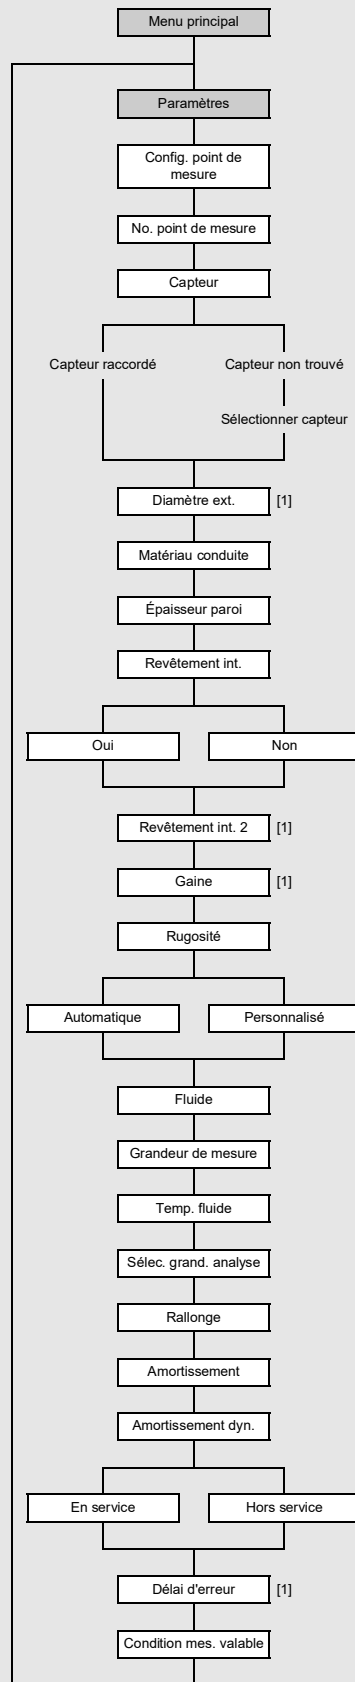 Menu principal
Paramètres
Config. point de
mesure
No. point de mesure
Capteur
Capteur raccordé
Capteur non trouvé
Sélectionner capteur
Diamètre ext. [1]
Matériau conduite
Épaisseur paroi
Revêtement int.
Oui
Non
Revêtement int. 2 [1]
Gaine [1]
Rugosité
Automatique
Personnalisé
Fluide
Grandeur de mesure
Temp. fluide
Sélec. grand. analyse
Rallonge
Amortissement
Amortissement dyn.
En service
Hors service
Délai d'erreur [1]
Condition mes. valable